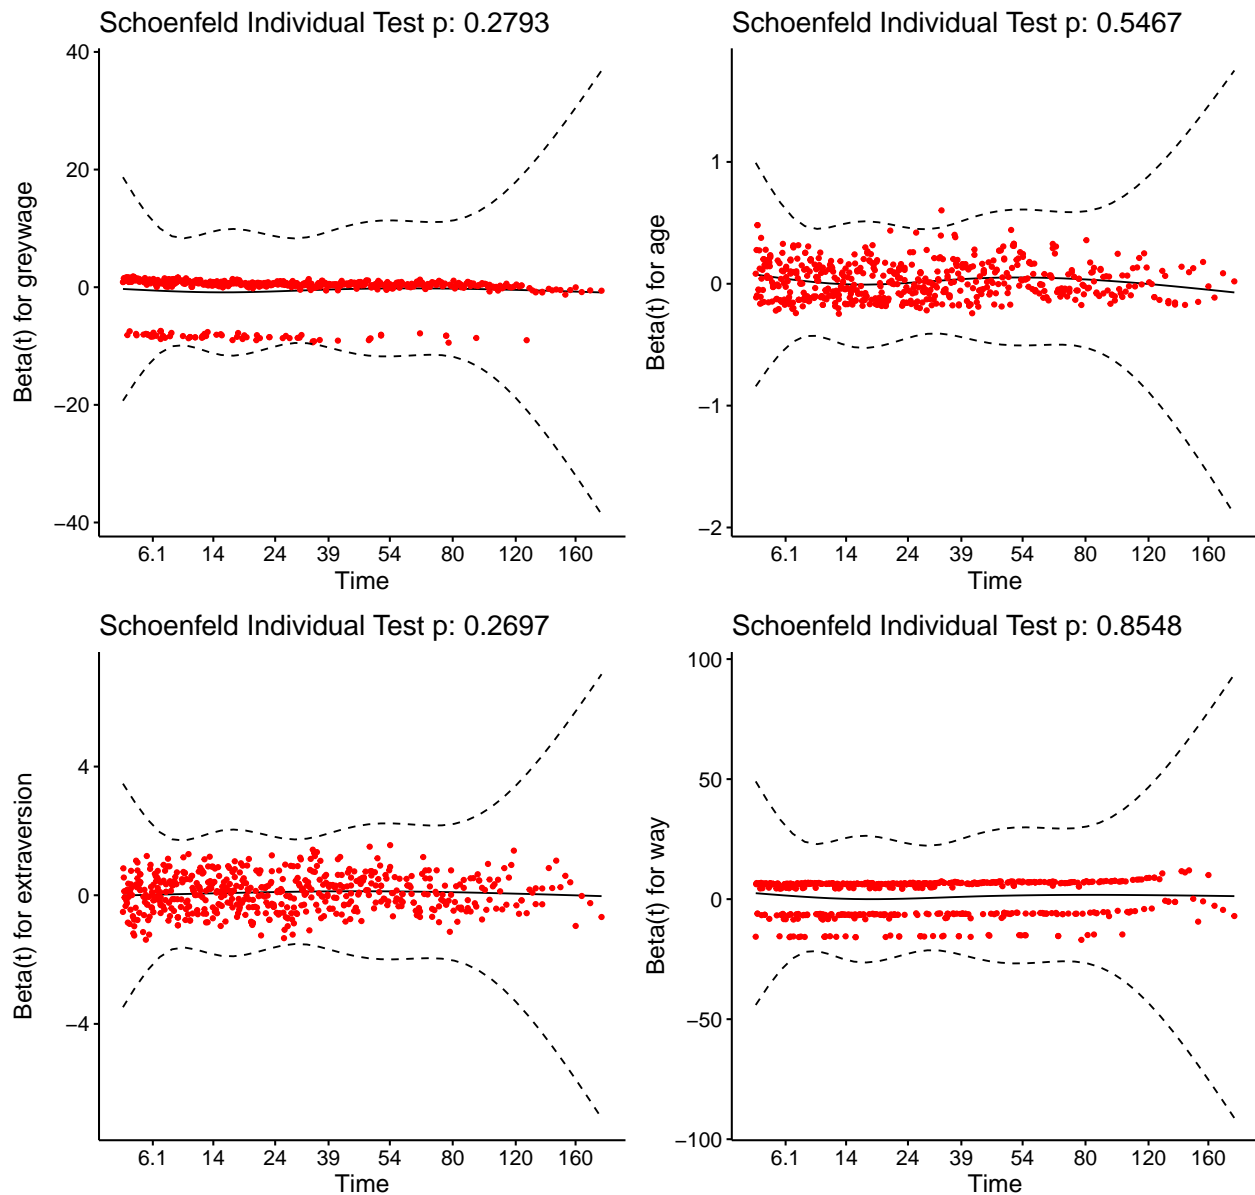 Schoenfeld Individual Test p: 0.2793
40
20
0
−20
−40
Beta(t) for greywage
6.1 14 24 39 54 80 120 160
Time
Schoenfeld Individual Test p: 0.5467
1
0
−1
−2
Beta(t) for age
6.1 14 24 39 54 80 120 160
Time
Schoenfeld Individual Test p: 0.2697
4
0
−4
Beta(t) for extraversion
6.1 14 24 39 54 80 120 160
Time
Schoenfeld Individual Test p: 0.8548
100
50
0
−50
−100
Beta(t) for way
6.1 14 24 39 54 80 120 160
Time